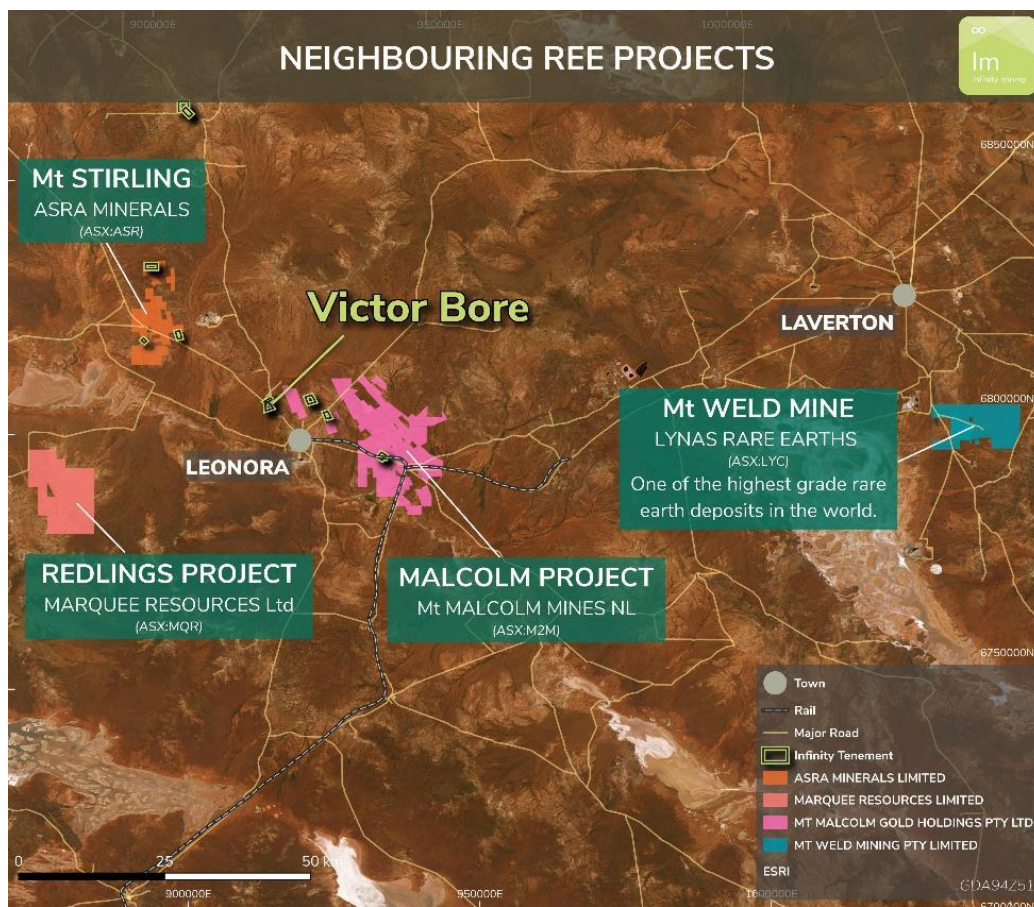 900000E
950000E
1000000E
NEIGHBOURING REE PROJECTS
Im
infinity mining
6850000N
Mt STIRLING
ASRA MINERALS
(ASX:ASR)
Victor Bore
LAVERTON
6800000N
Mt WELD MINE
LYNAS RARE EARTHS
(ASX:LYC)
One of the highest grade rare
earth deposits in the world.
LEONORA
REDLINGS PROJECT
MARQUEE RESOURCES Ltd
(ASX:MQR)
MALCOLM PROJECT
Mt MALCOLM MINES NL
(ASX:M2M)
6750000N
Town
Rail
Major Road
Infinity Tenement
ASRA MINERALS LIMITED
MARQUEE RESOURCES LIMITED
MT MALCOLM GOLD HOLDINGS PTY LTD
MT WELD MINING PTY LIMITED
ESRI
0 25 50 km
900000E
950000E
1000000E
GDA94Z51
6700000N